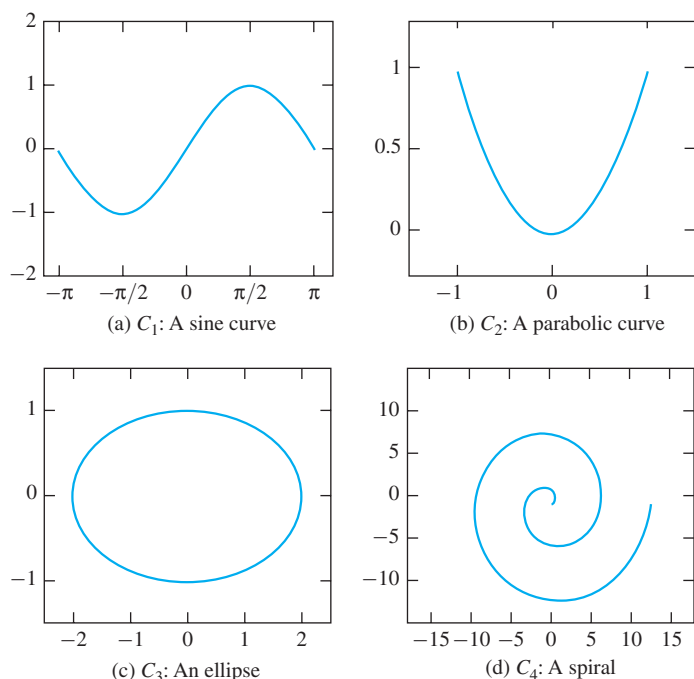 2
1
0
−1
−2
−π −π/2 0 π/2 π
(a) C₁: A sine curve
1
0.5
0
−1 0 1
(b) C₂: A parabolic curve
1
0
−1
−2 −1 0 1 2
(c) C₃: An ellipse
10
5
0
−5
−10
−15 −10 −5 0 5 10 15
(d) C₄: A spiral